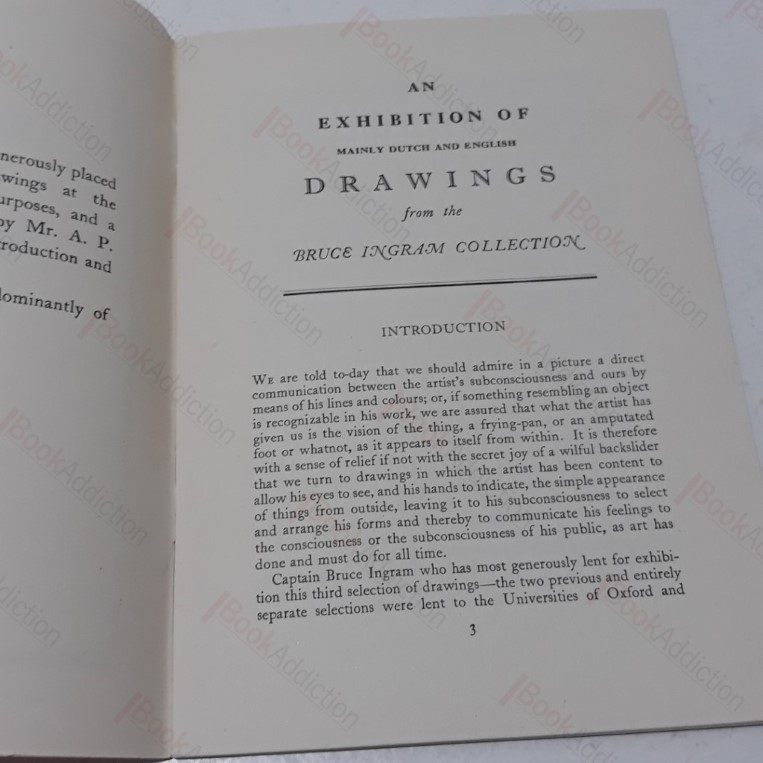 nerously placed
wings at the
urposes, and a
by Mr. A. P.
roduction and
dominantly of
AN
EXHIBITION OF
MAINLY DUTCH AND ENGLISH
DRAWINGS
from the
BRUCE INGRAM COLLECTION
INTRODUCTION
WE are told to-day that we should admire in a picture a direct
communication between the artist's subconsciousness and ours by
means of his lines and colours; or, if something resembling an object
is recognizable in his work, we are assured that what the artist has
given us is the vision of the thing, a frying-pan, or an amputated
foot or whatnot, as it appears to itself from within. It is therefore
with a sense of relief if not with the secret joy of a wilful backslider
that we turn to drawings in which the artist has been content to
allow his eyes to see, and his hands to indicate, the simple appearance
of things from outside, leaving it to his subconsciousness to select
and arrange his forms and thereby to communicate his feelings to
the consciousness or the subconsciousness of his public, as art has
done and must do for all time.
Captain Bruce Ingram who has most generously lent for exhibi-
tion this third selection of drawings—the two previous and entirely
separate selections were lent to the Universities of Oxford and
3
BookAddiction